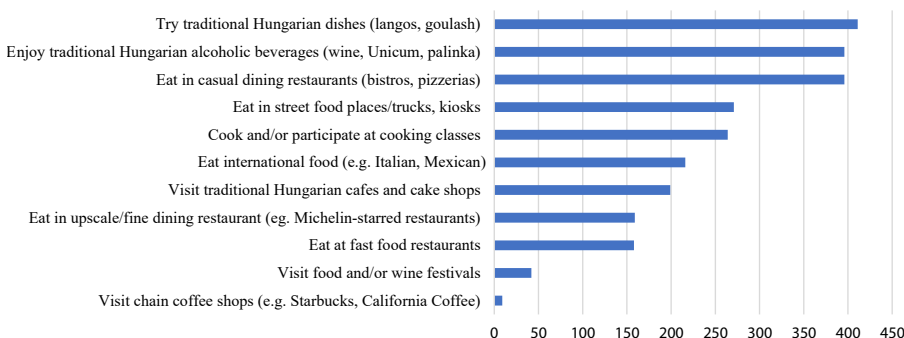 Try traditional Hungarian dishes (langos, goulash)
Enjoy traditional Hungarian alcoholic beverages (wine, Unicum, palinka)
Eat in casual dining restaurants (bistros, pizzerias)
Eat in street food places/trucks, kiosks
Cook and/or participate at cooking classes
Eat international food (e.g. Italian, Mexican)
Visit traditional Hungarian cafes and cake shops
Eat in upscale/fine dining restaurant (eg. Michelin-starred restaurants)
Eat at fast food restaurants
Visit food and/or wine festivals
Visit chain coffee shops (e.g. Starbucks, California Coffee)
0 50 100 150 200 250 300 350 400 450